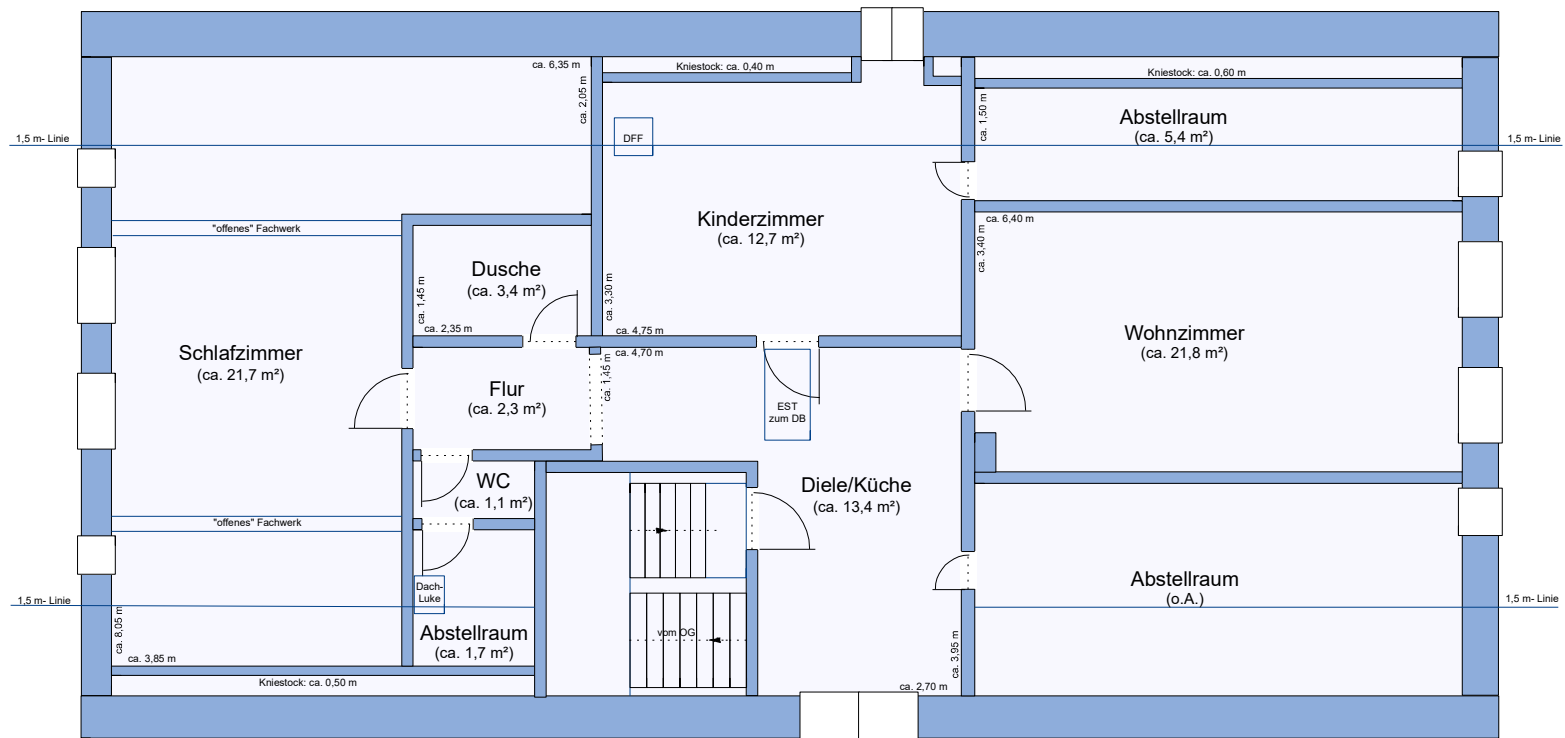 ca. 6,35 m
Kniestock: ca. 0,40 m
Kniestock: ca. 0,60 m
ca. 2,05 m
ca. 1,50 m
Abstellraum
(ca. 5,4 m²)
1,5 m- Linie
DFF
1,5 m- Linie
"offenes" Fachwerk
Kinderzimmer
(ca. 12,7 m²)
ca. 6,40 m
ca. 3,40 m
Dusche
(ca. 3,4 m²)
ca. 1,45 m
ca. 3,30 m
ca. 2,35 m
ca. 4,75 m
Wohnzimmer
(ca. 21,8 m²)
Schlafzimmer
(ca. 21,7 m²)
ca. 4,70 m
ca. 1,45 m
Flur
(ca. 2,3 m²)
EST
zum DB
WC
(ca. 1,1 m²)
Diele/Küche
(ca. 13,4 m²)
"offenes" Fachwerk
Dach-
Luke
Abstellraum
(o.A.)
1,5 m- Linie
1,5 m- Linie
ca. 8,05 m
Abstellraum
(ca. 1,7 m²)
vom OG
ca. 3,95 m
ca. 3,85 m
Kniestock: ca. 0,50 m
ca. 2,70 m